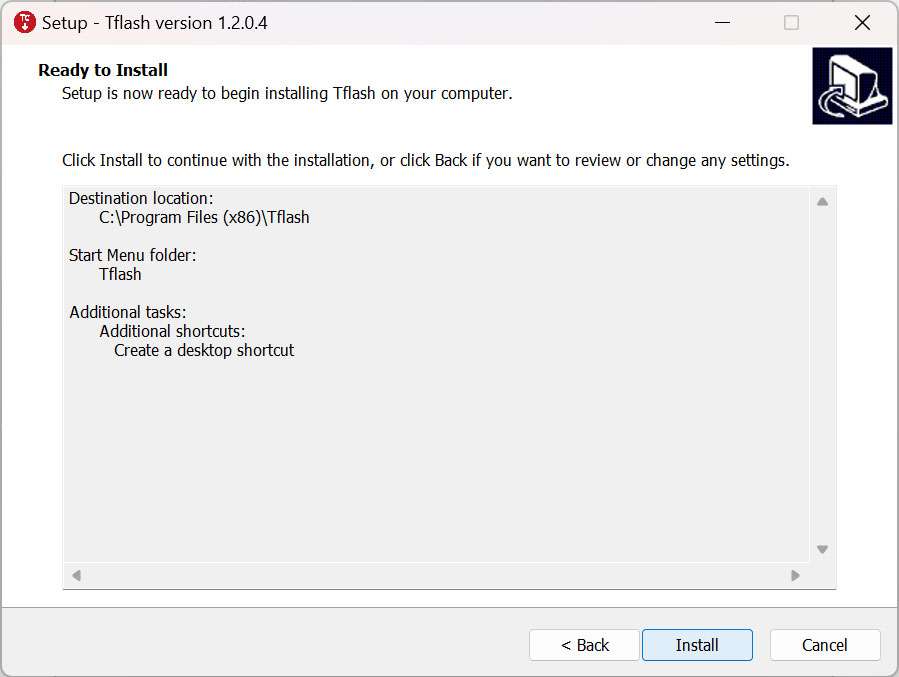 TC
Setup - Tflash version 1.2.0.4
Ready to Install
Setup is now ready to begin installing Tflash on your computer.
Click Install to continue with the installation, or click Back if you want to review or change any settings.
Destination location:
C:\Program Files (x86)\Tflash
Start Menu folder:
Tflash
Additional tasks:
Additional shortcuts:
Create a desktop shortcut
< Back
Install
Cancel